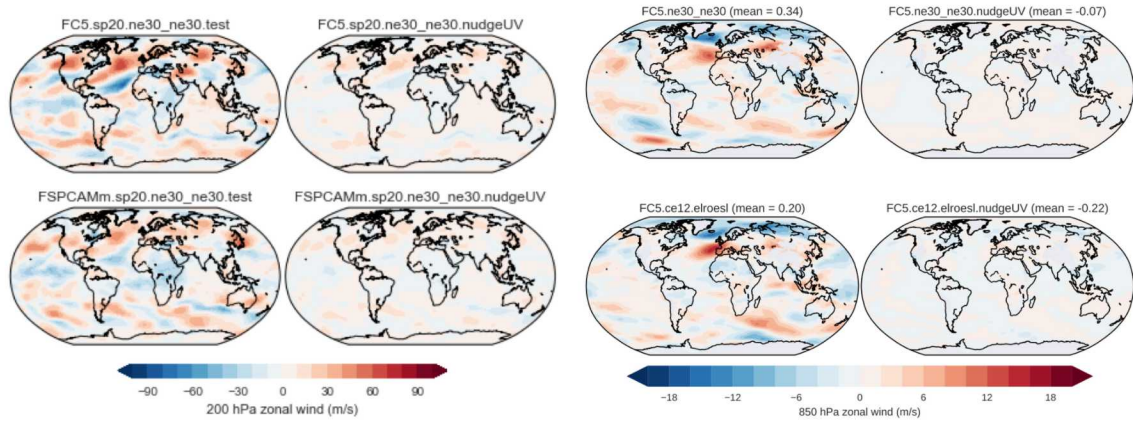 FC5.sp20.ne30_ne30.test
FC5.sp20.ne30_ne30.nudgeUV
FSPCAMm.sp20.ne30_ne30.test
FSPCAMm.sp20.ne30_ne30.nudgeUV
−90 −60 −30 0 30 60 90
200 hPa zonal wind (m/s)
FC5.ne30_ne30 (mean = 0.34)
FC5.ne30_ne30.nudgeUV (mean = -0.07)
FC5.ce12.elroesl (mean = 0.20)
FC5.ce12.elroesl.nudgeUV (mean = -0.22)
−18 −12 −6 0 6 12 18
850 hPa zonal wind (m/s)